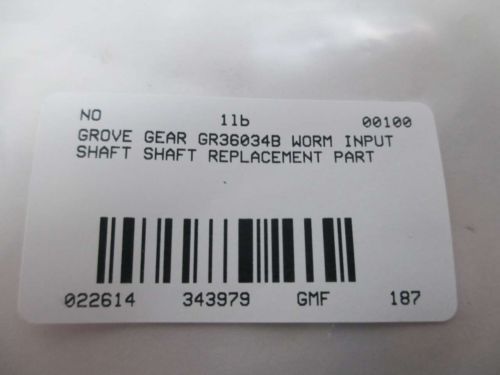 NO 1lb 00100
GROVE GEAR GR36034B WORM INPUT
SHAFT SHAFT REPLACEMENT PART
022614 343979 GMF 187